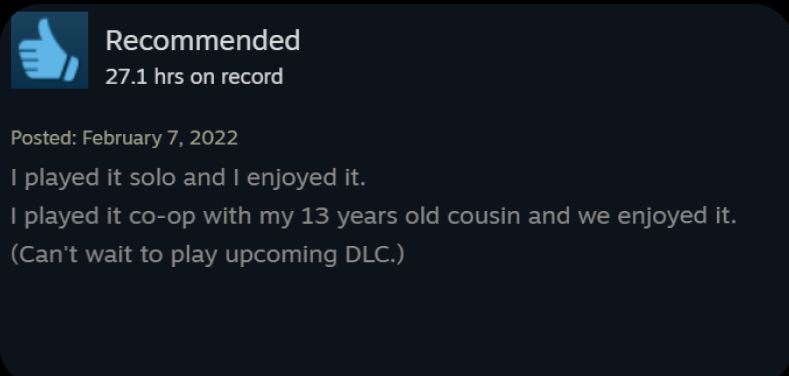 Recommended
27.1 hrs on record
Posted: February 7, 2022
I played it solo and I enjoyed it.
I played it co-op with my 13 years old cousin and we enjoyed it.
(Can't wait to play upcoming DLC.)